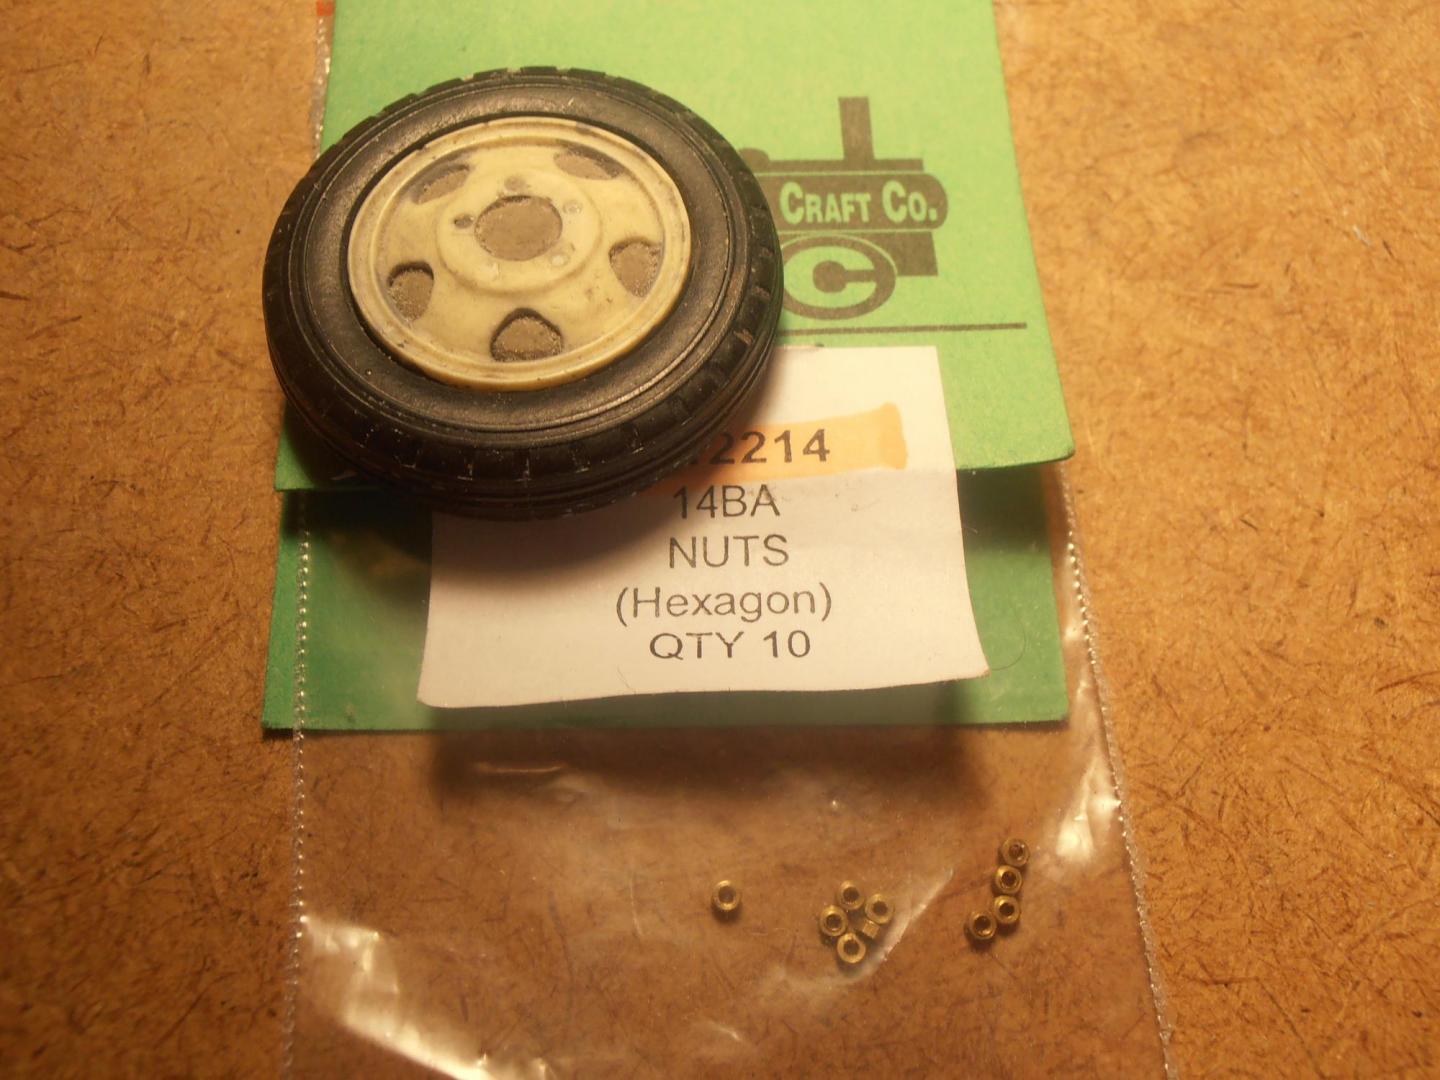 CRAFT CO.
C
2214
14BA
NUTS
(Hexagon)
QTY 10